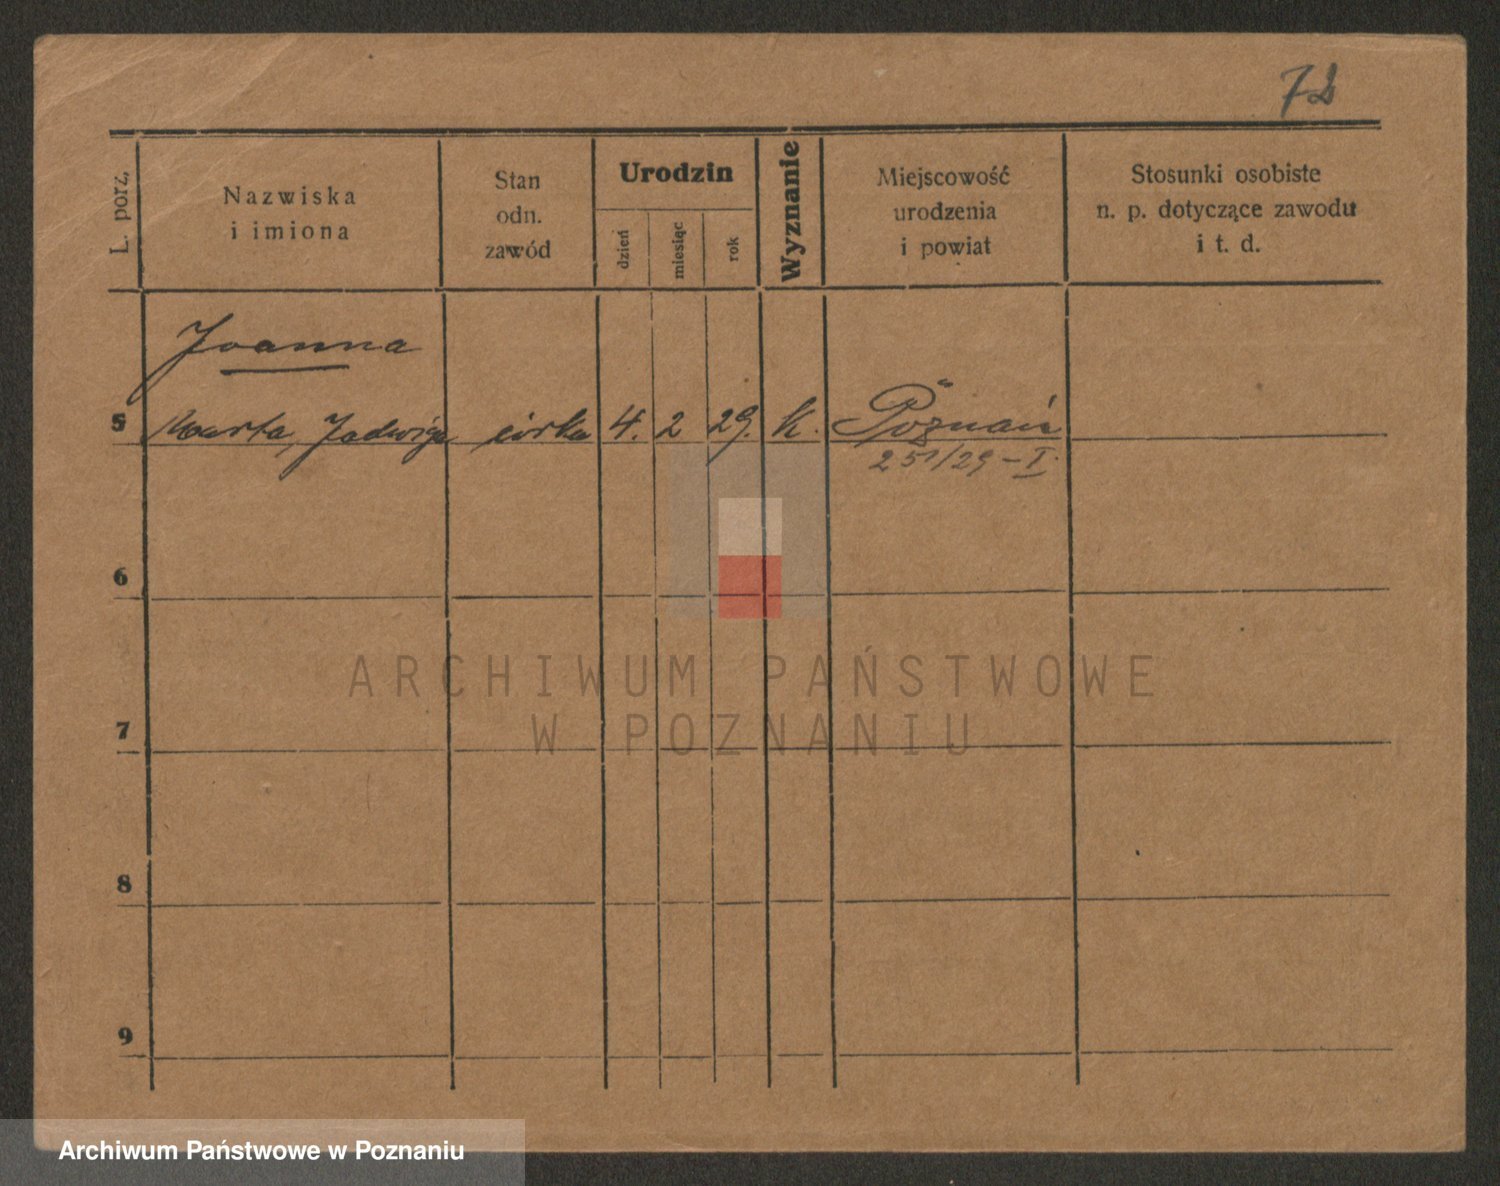 72
L. porz.
Nazwiska
i imiona
Stan
odn.
zawód
Urodzin
dzień
miesiąc
rok
Wyznanie
Miejscowość
urodzenia
i powiat
Stosunki osobiste
n. p. dotyczące zawodu
i t. d.
Joanna
5 Marta Jadwiga córka 4. 2 29. k. Poznań
251/29-I.
6
ARCHIWUM PAŃSTWOWE
W POZNANIU
7
8
9
Archiwum Państwowe w Poznaniu